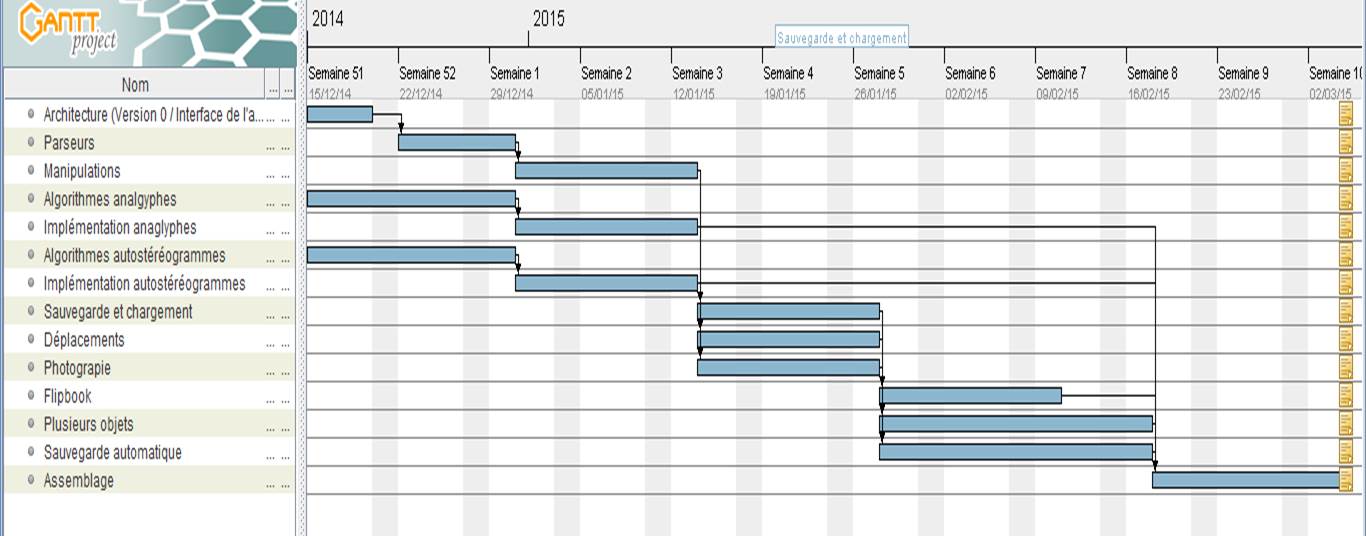 GANTT
project
2014
2015
Sauvegarde et chargement
Nom
... ...
Semaine 51
Semaine 52
Semaine 1
Semaine 2
Semaine 3
Semaine 4
Semaine 5
Semaine 6
Semaine 7
Semaine 8
Semaine 9
Semaine 10
15/12/14
22/12/14
29/12/14
05/01/15
12/01/15
19/01/15
26/01/15
02/02/15
09/02/15
16/02/15
23/02/15
02/03/15
Architecture (Version 0 / Interface de l'a... ... ...
Parseurs ... ...
Manipulations ... ...
Algorithmes analgyphes ... ...
Implémentation anaglyphes ... ...
Algorithmes autostéréogrammes ... ...
Implémentation autostéréogrammes ... ...
Sauvegarde et chargement ... ...
Déplacements ... ...
Photograpie ... ...
Flipbook ... ...
Plusieurs objets ... ...
Sauvegarde automatique ... ...
Assemblage ... ...